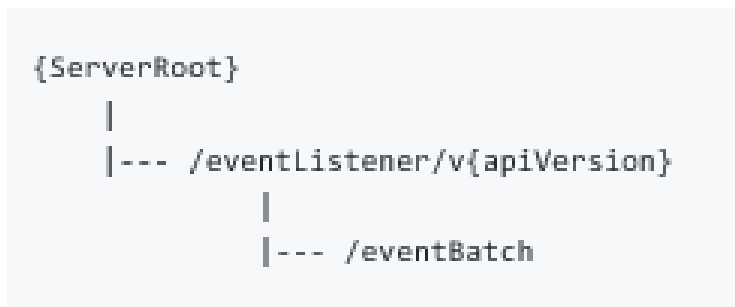 {ServerRoot}
|
|--- /eventListener/v{apiVersion}
|
|--- /eventBatch